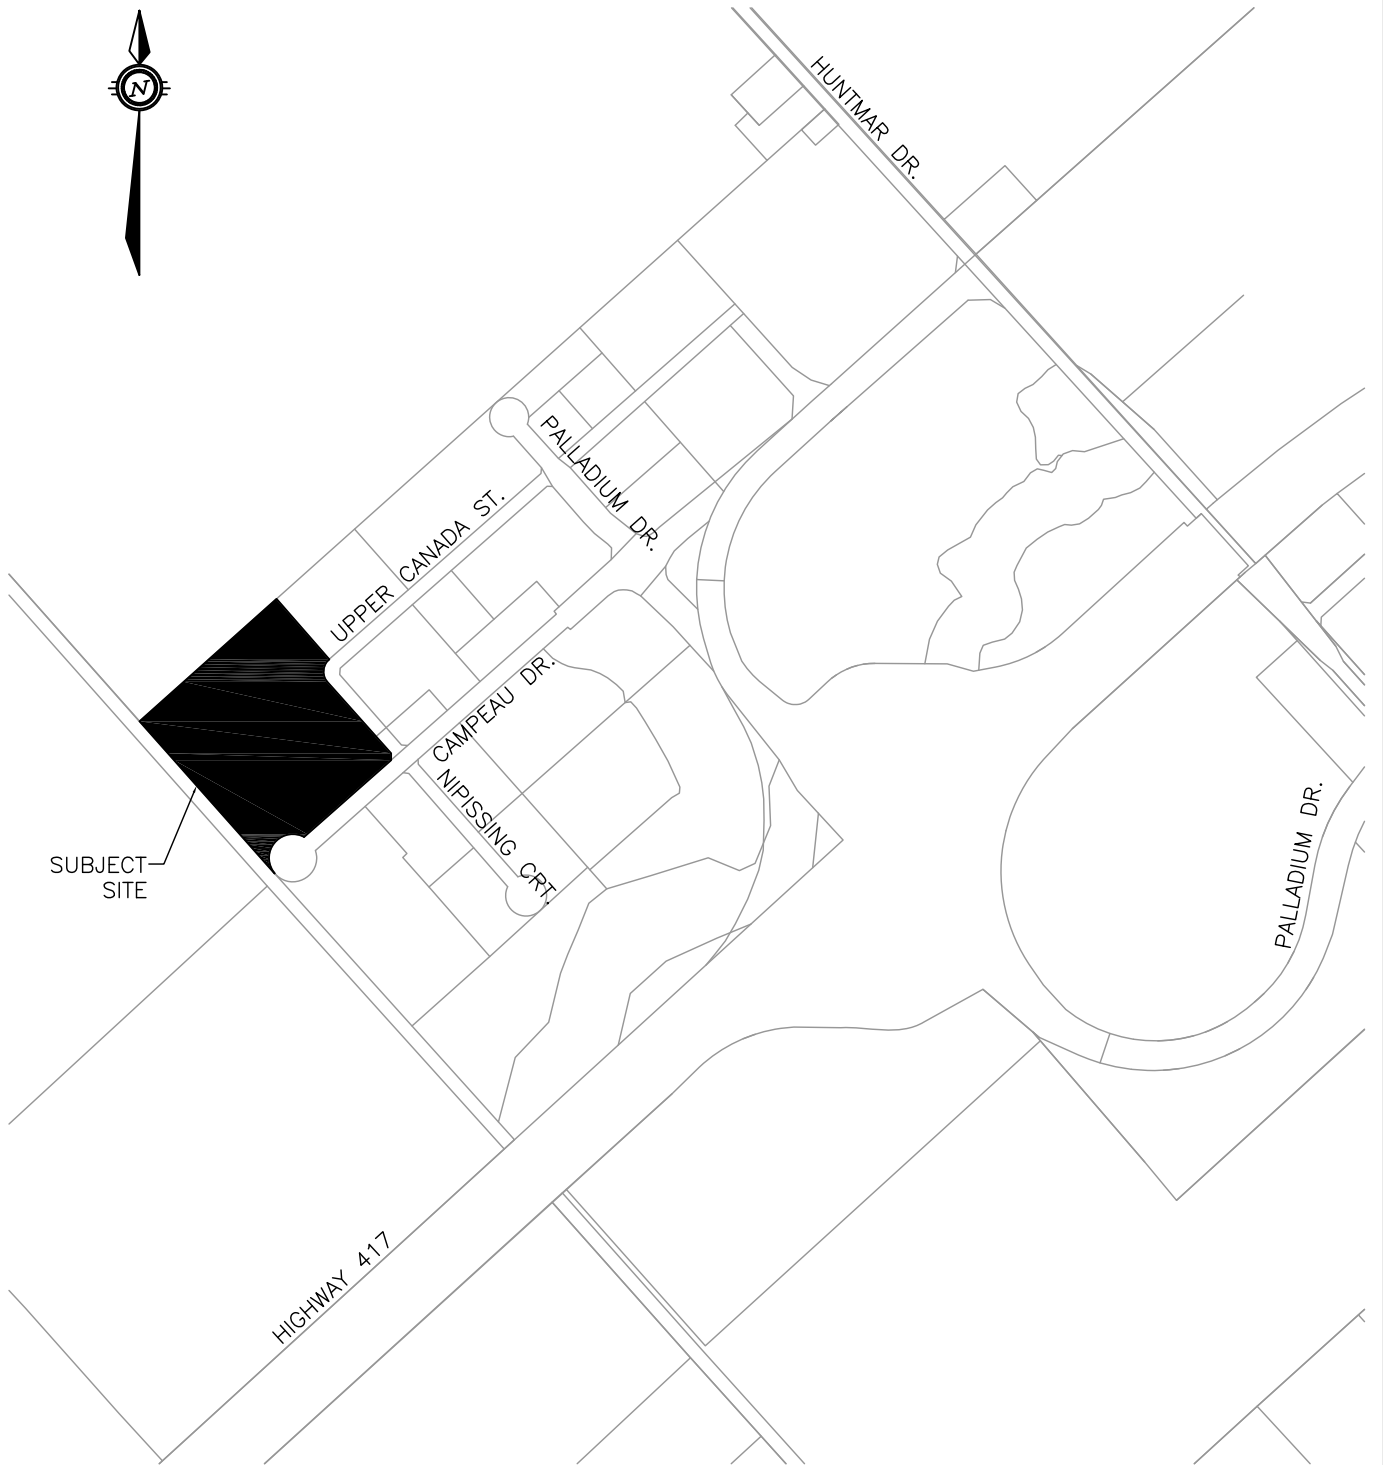 N
HUNTMAR DR.
PALLADIUM DR.
UPPER CANADA ST.
CAMPEAU DR.
NIPISSING CRT.
SUBJECT
SITE
PALLADIUM DR.
HIGHWAY 417